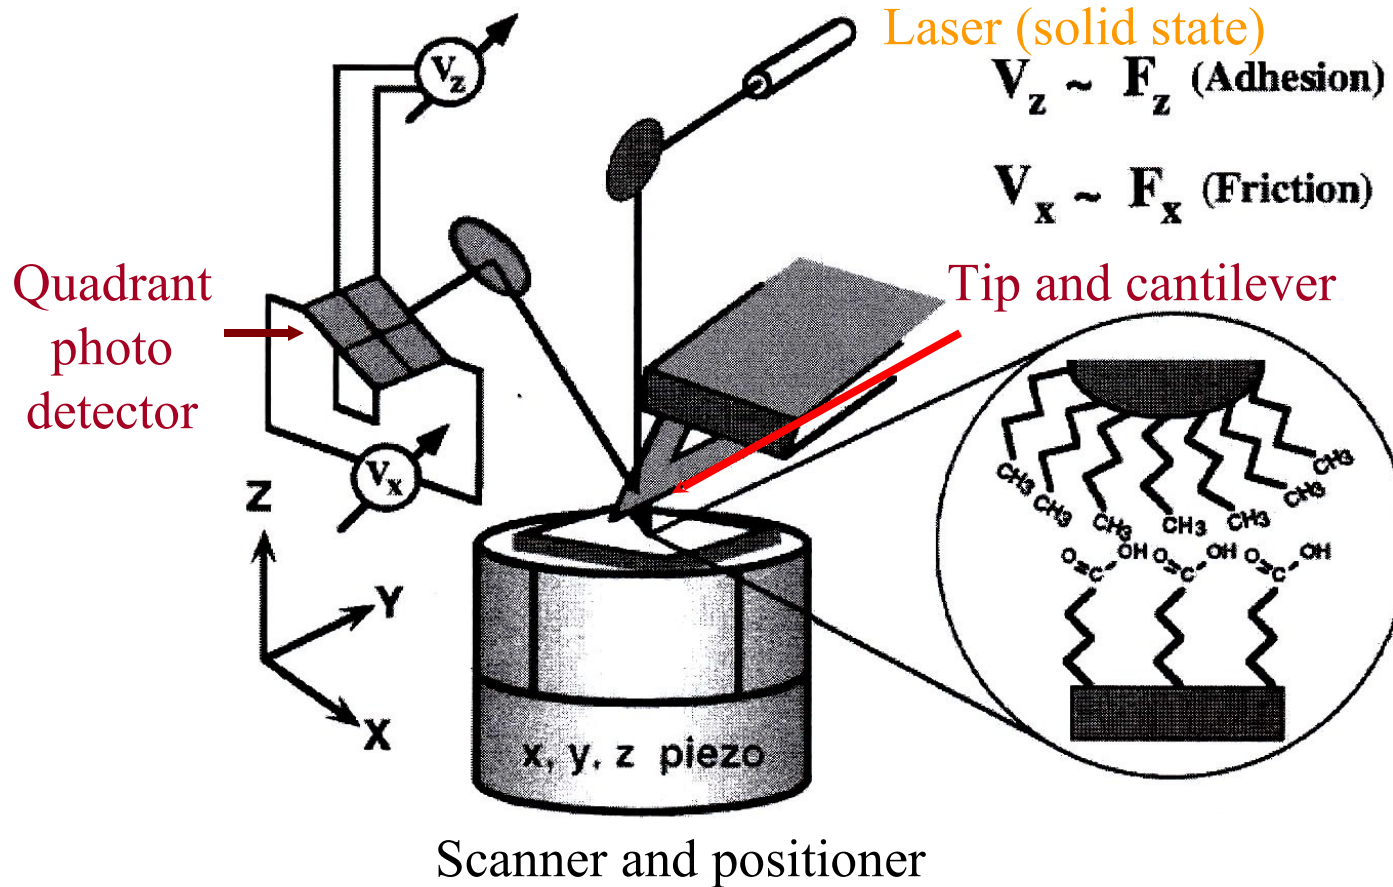 Laser (solid state)
Vz ~ Fz (Adhesion)
Vx ~ Fx (Friction)
Vz
Quadrant
photo
detector
Tip and cantilever
Vx
Z
Y
X
CH3
CH3
CH3
CH3
CH3
CH3
CH3
O=C-OH
O=C-OH
O=C-OH
x, y, z piezo
Scanner and positioner